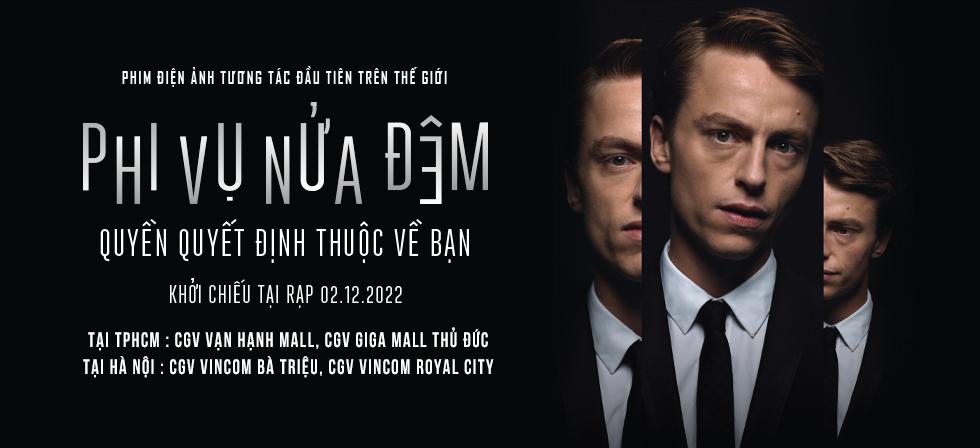 PHIM ĐIỆN ẢNH TƯƠNG TÁC ĐẦU TIÊN TRÊN THẾ GIỚI
PHI VỤ NỬA ĐÊM
QUYỀN QUYẾT ĐỊNH THUỘC VỀ BẠN
KHỞI CHIẾU TẠI RẠP 02.12.2022
TẠI TPHCM : CGV VẠN HẠNH MALL, CGV GIGA MALL THỦ ĐỨC
TẠI HÀ NỘI : CGV VINCOM BÀ TRIỆU, CGV VINCOM ROYAL CITY